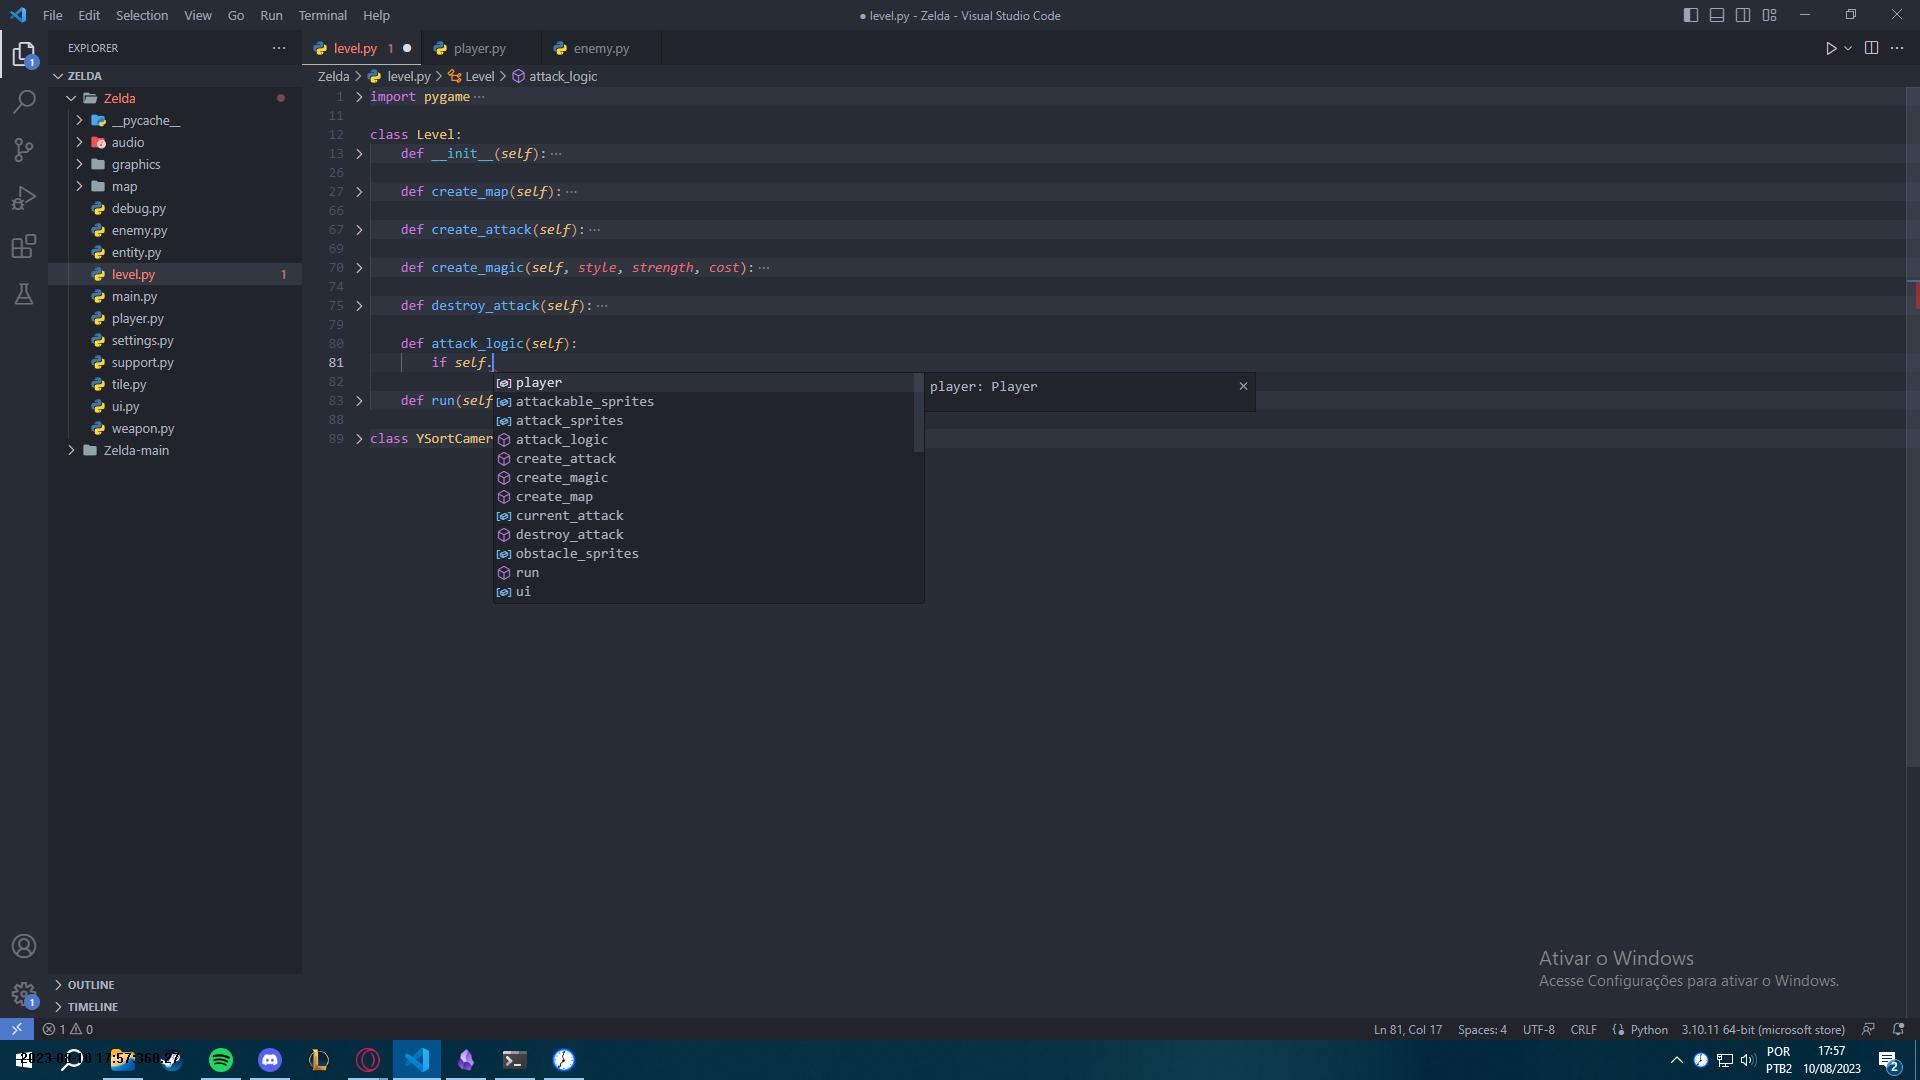 File Edit Selection View Go Run Terminal Help
● level.py - Zelda - Visual Studio Code
EXPLORER
level.py 1
player.py
enemy.py
ZELDA
Zelda > level.py > Level > attack_logic
Zelda
__pycache__
audio
graphics
map
debug.py
enemy.py
entity.py
level.py 1
main.py
player.py
settings.py
support.py
tile.py
ui.py
weapon.py
Zelda-main
1 import pygame ···
11
12 class Level:
13 def __init__(self): ···
26
27 def create_map(self): ···
66
67 def create_attack(self): ···
69
70 def create_magic(self, style, strength, cost): ···
74
75 def destroy_attack(self): ···
79
80 def attack_logic(self):
81 if self.
82
83 def run(self
88
89 class YSortCamer
player
attackable_sprites
attack_sprites
attack_logic
create_attack
create_magic
create_map
current_attack
destroy_attack
obstacle_sprites
run
ui
player: Player
Ativar o Windows
Acesse Configurações para ativar o Windows.
OUTLINE
TIMELINE
1 0
Ln 81, Col 17 Spaces: 4 UTF-8 CRLF Python 3.10.11 64-bit (microsoft store)
POR
PTB2
17:57
10/08/2023
2